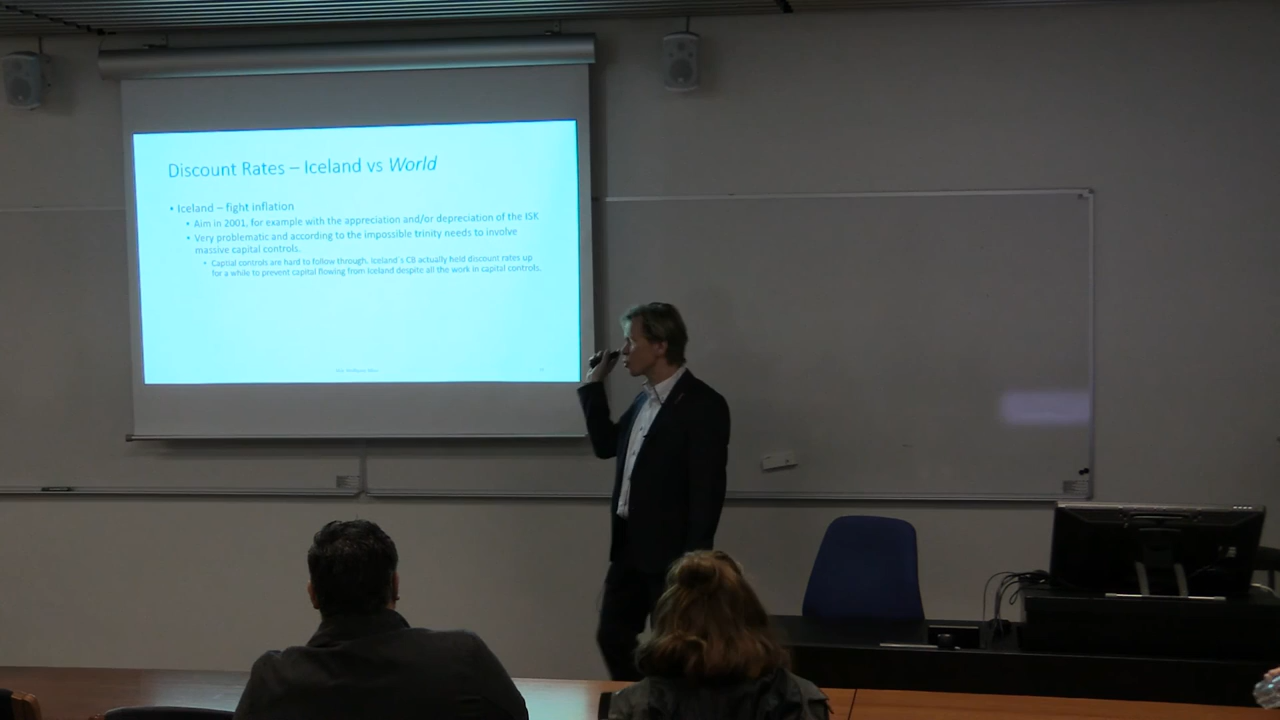 Discount Rates – Iceland vs World
• Iceland – fight inflation
• Aim in 2001, for example with the appreciation and/or depreciation of the ISK
• Very problematic and according to the impossible trinity needs to involve
massive capital controls.
• Capital controls are hard to follow through. Iceland´s CB actually held discount rates up
for a while to prevent capital flowing from Iceland despite all the work in capital controls.